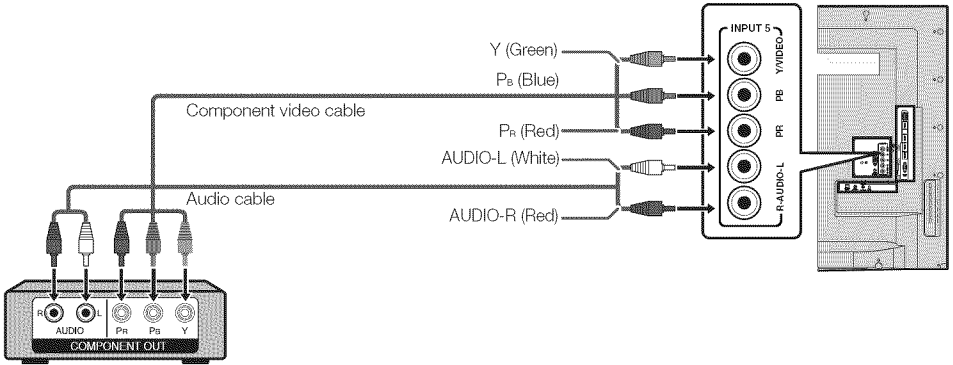 INPUT 5
Y (Green)
Y/VIDEO
PB (Blue)
PB
Component video cable
PR (Red)
PR
AUDIO-L (White)
R-AUDIO-L
Audio cable
AUDIO-R (Red)
R L
AUDIO PR PB Y
COMPONENT OUT